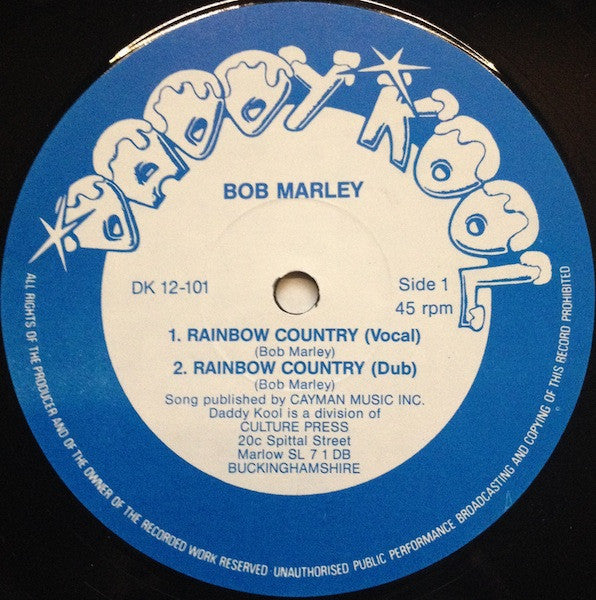 DADDY KOOL
BOB MARLEY
DK 12-101
Side 1
45 rpm
1. RAINBOW COUNTRY (Vocal)
(Bob Marley)
2. RAINBOW COUNTRY (Dub)
(Bob Marley)
Song published by CAYMAN MUSIC INC.
Daddy Kool is a division of
CULTURE PRESS
20c Spittal Street
Marlow SL 7 1 DB
BUCKINGHAMSHIRE
ALL RIGHTS OF THE PRODUCER AND OF THE OWNER OF THE RECORDED WORK RESERVED · UNAUTHORISED PUBLIC PERFORMANCE BROADCASTING AND COPYING OF THIS RECORD PROHIBITED